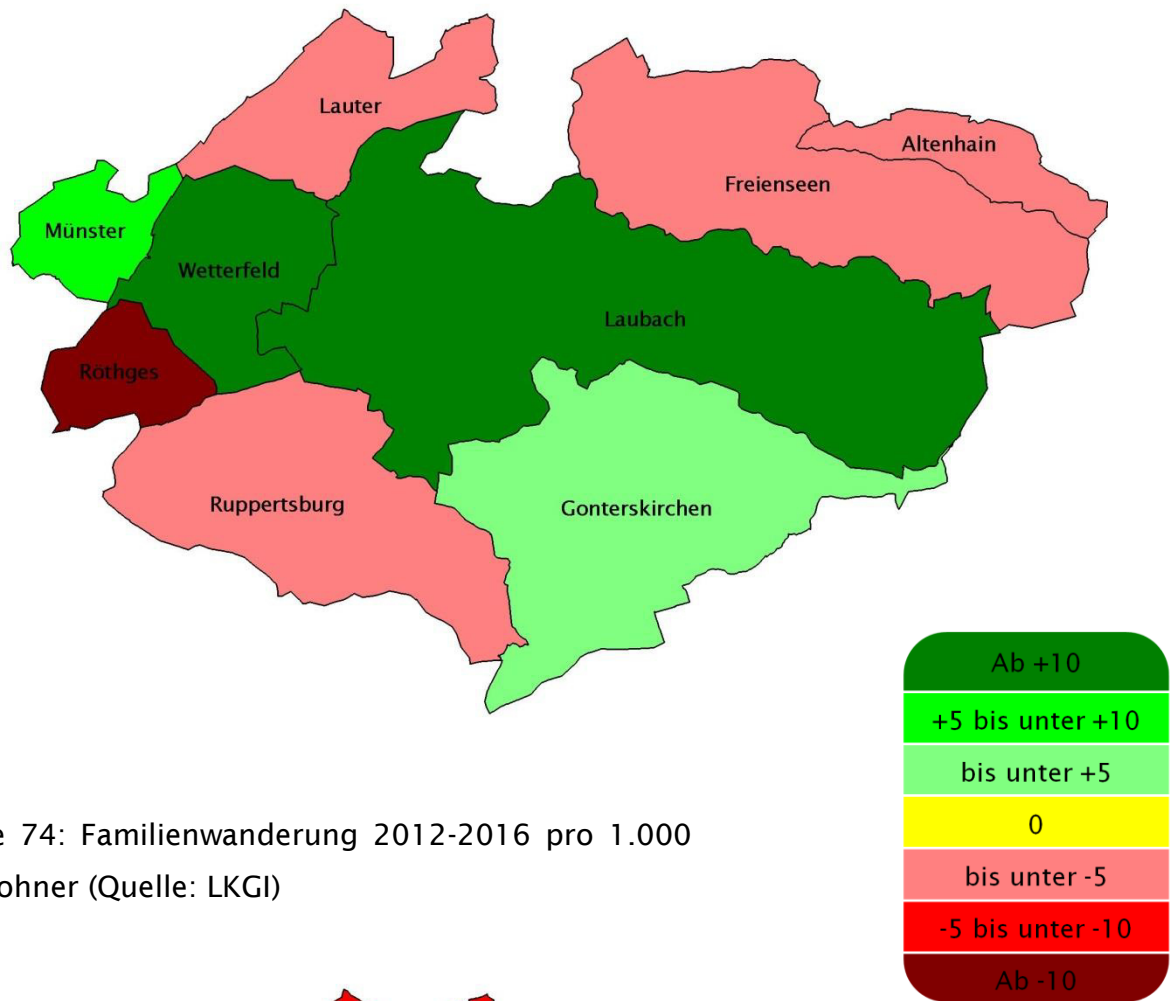 Lauter
Altenhain
Freienseen
Münster
Wetterfeld
Laubach
Röthges
Ruppertsburg
Gonterskirchen
Ab +10
+5 bis unter +10
bis unter +5
0
bis unter -5
-5 bis unter -10
Ab -10
74: Familienwanderung 2012-2016 pro 1.000
(Quelle: LKGI)